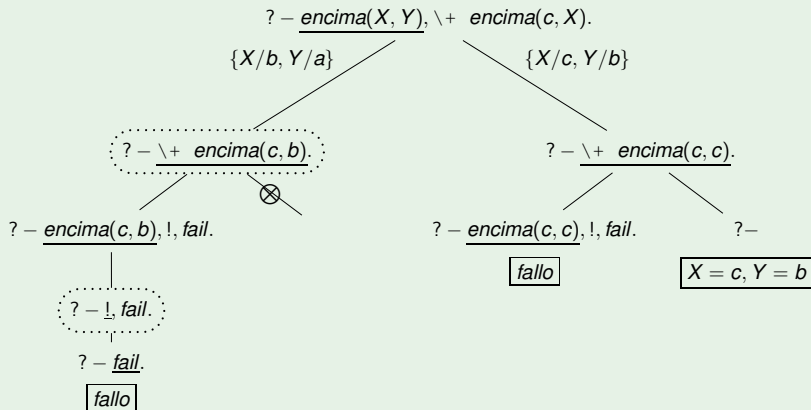 ? − encima(X, Y), \+ encima(c, X).
{X/b, Y/a} {X/c, Y/b}
? − \+ encima(c, b). ? − \+ encima(c, c).
? − encima(c, b), !, fail. ? − encima(c, c), !, fail. ?−
fallo X = c, Y = b
? − !, fail.
? − fail.
fallo